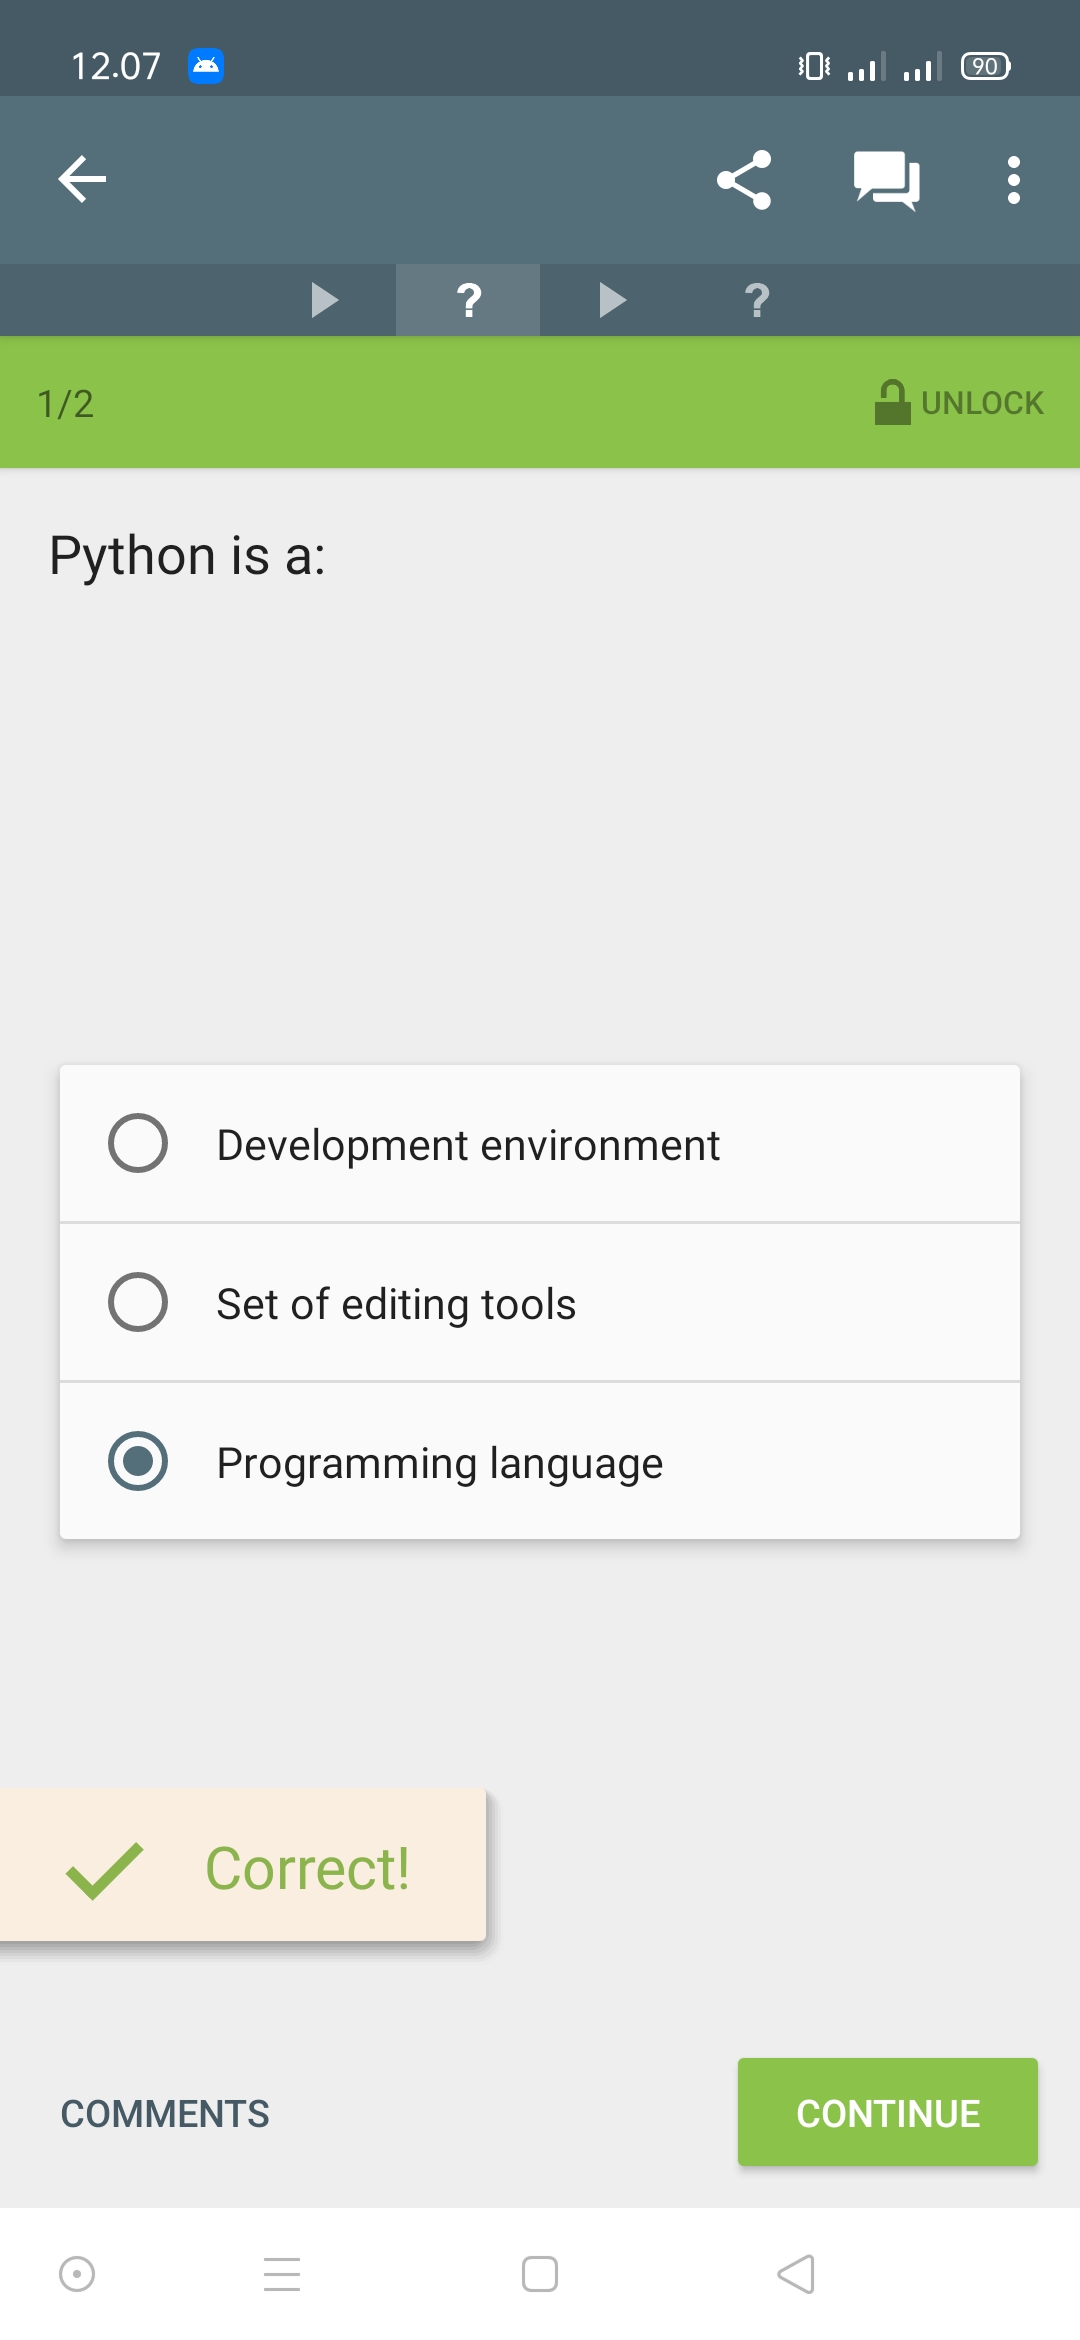 12.07
90
?
?
1/2
UNLOCK
Python is a:
Development environment
Set of editing tools
Programming language
Correct!
COMMENTS
CONTINUE